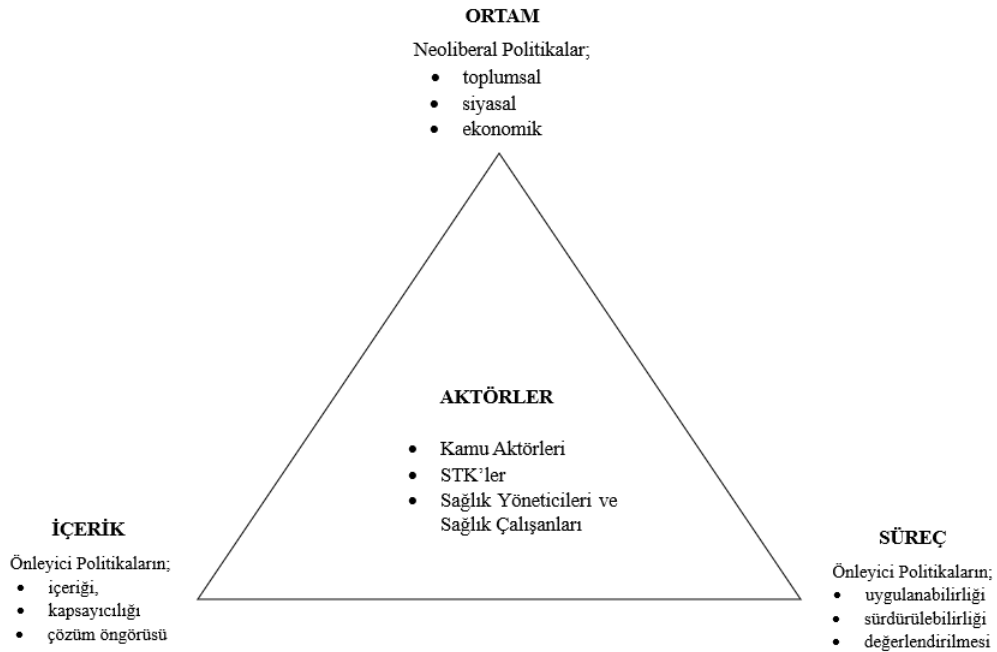 ORTAM
Neoliberal Politikalar;
• toplumsal
• siyasal
• ekonomik
AKTÖRLER
• Kamu Aktörleri
• STK’ler
• Sağlık Yöneticileri ve
Sağlık Çalışanları
İÇERİK
Önleyici Politikaların;
• içeriği,
• kapsayıcılığı
• çözüm öngörüsü
SÜREÇ
Önleyici Politikaların;
• uygulanabilirliği
• sürdürülebilirliği
• değerlendirilmesi